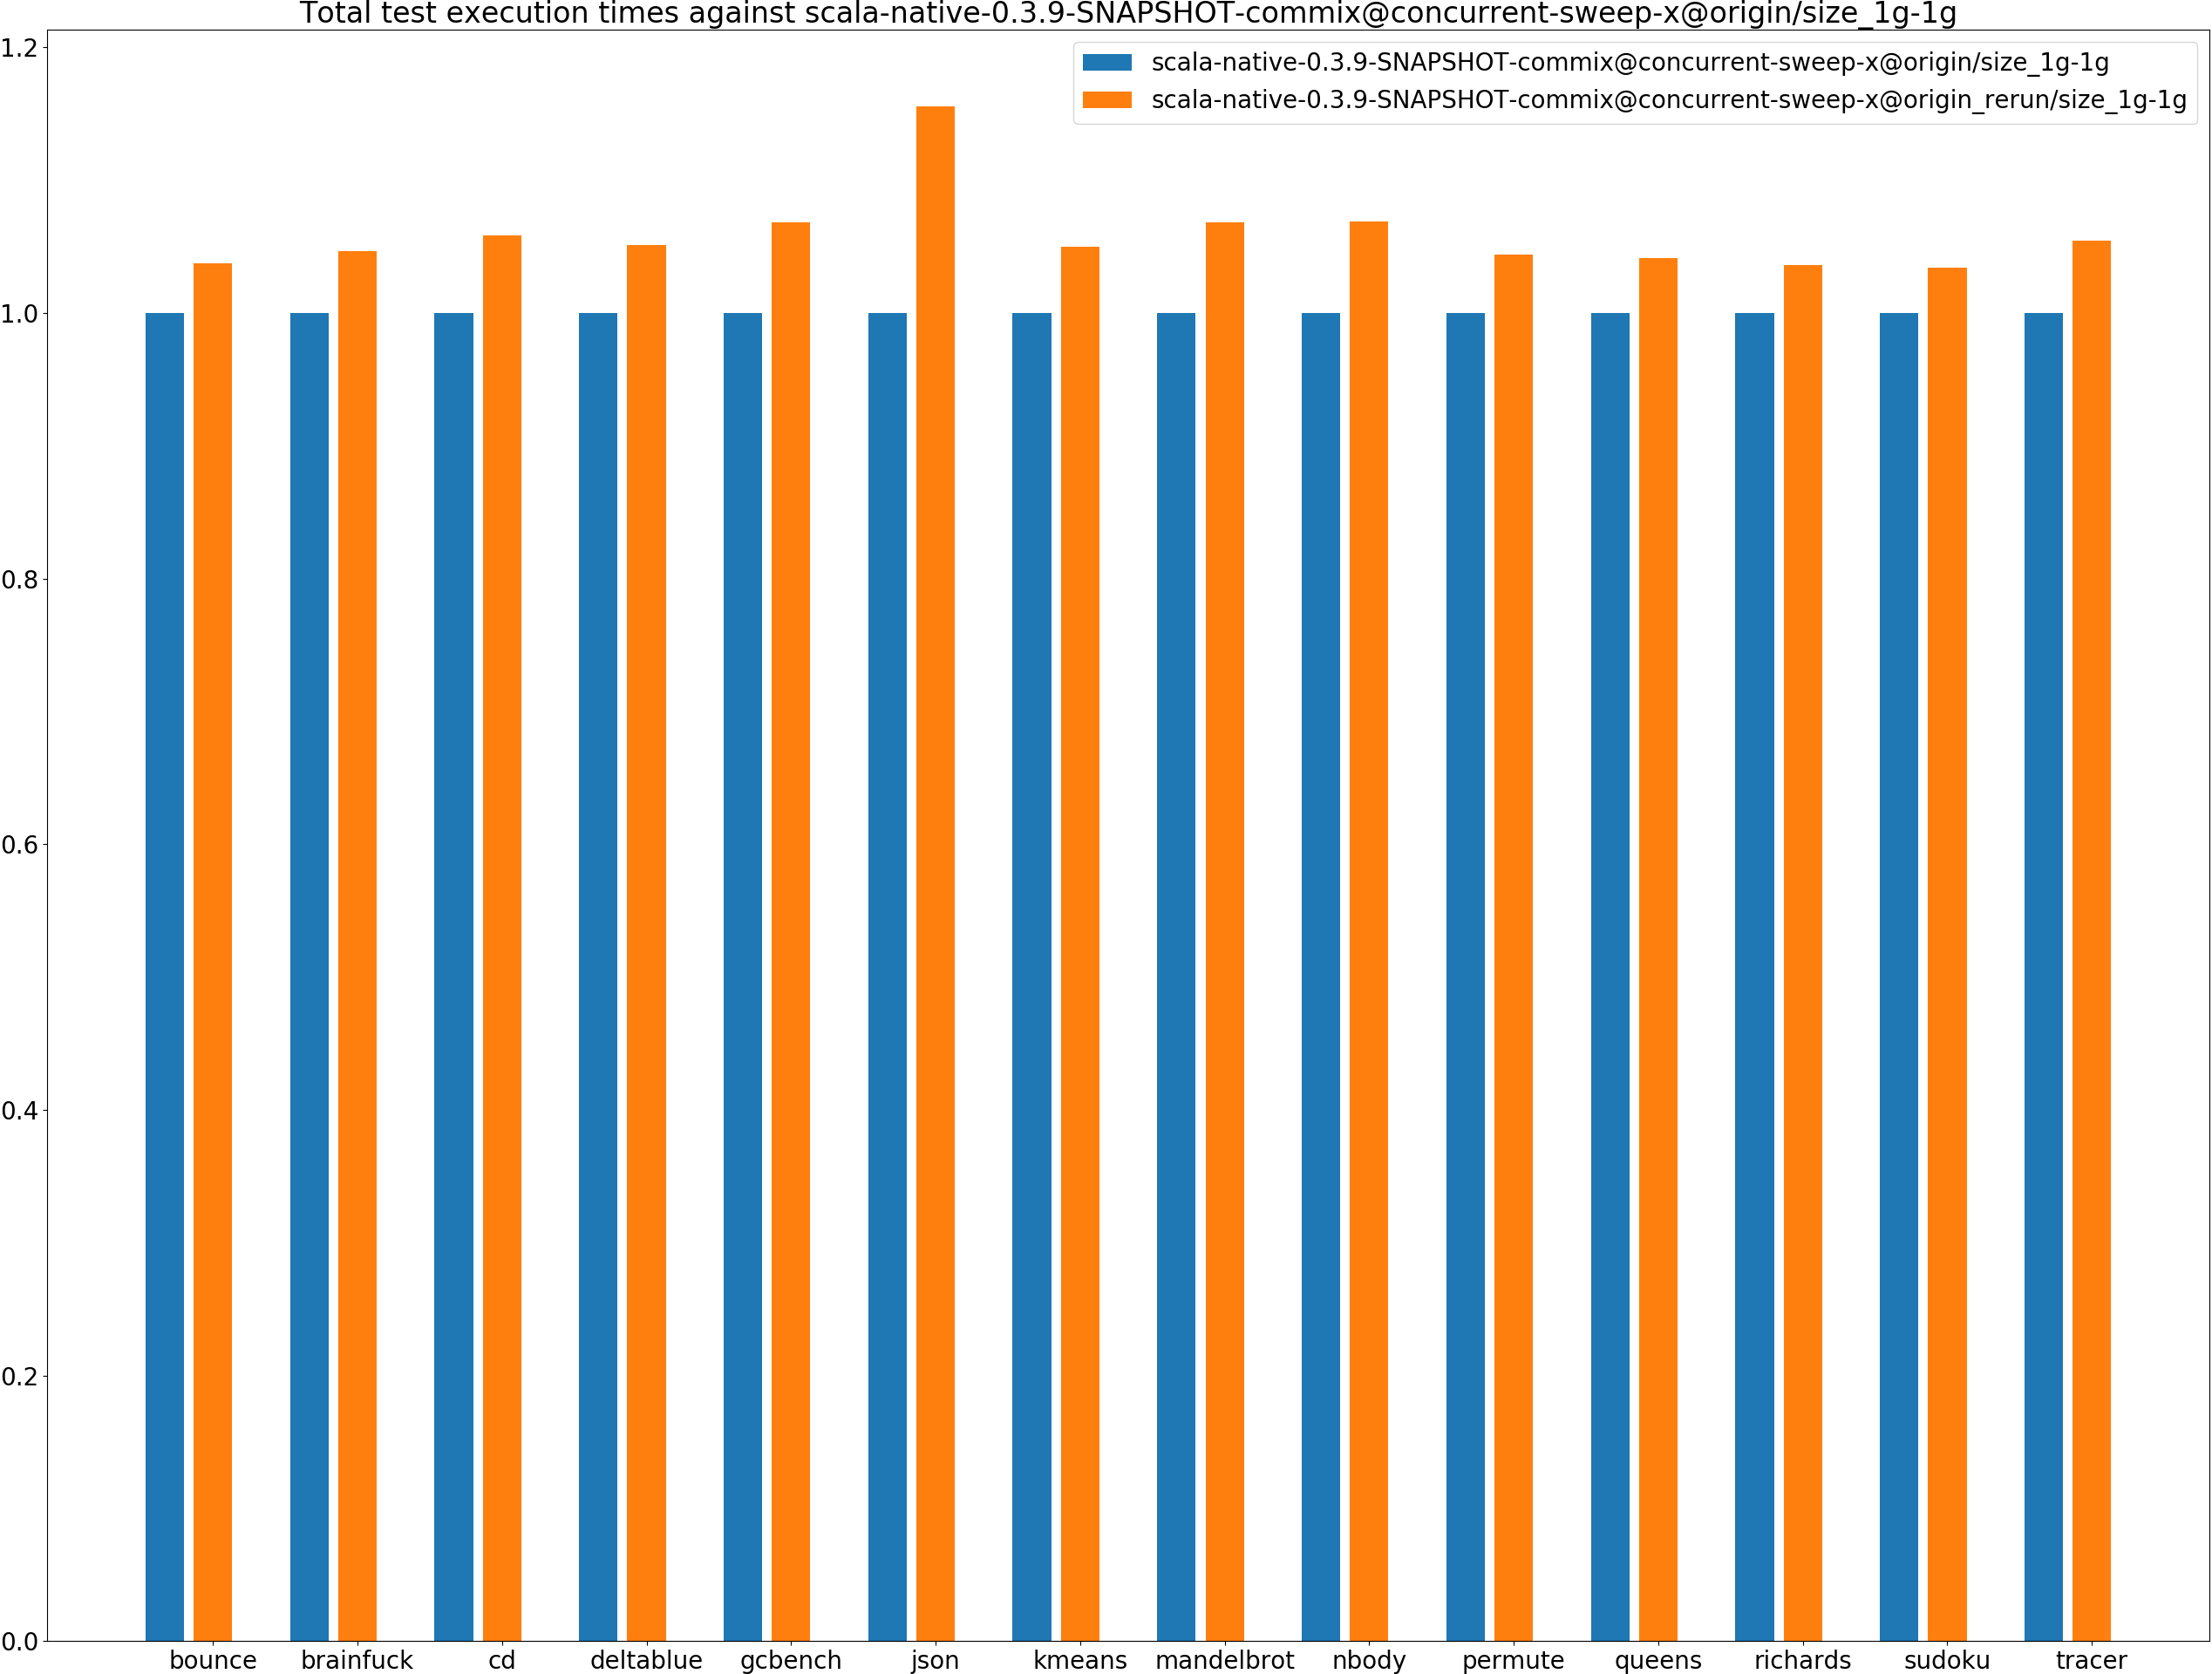 Total test execution times against scala-native-0.3.9-SNAPSHOT-commix@concurrent-sweep-x@origin/size_1g-1g
scala-native-0.3.9-SNAPSHOT-commix@concurrent-sweep-x@origin/size_1g-1g
scala-native-0.3.9-SNAPSHOT-commix@concurrent-sweep-x@origin_rerun/size_1g-1g
1.2
1.0
0.8
0.6
0.4
0.2
0.0
bounce brainfuck cd deltablue gcbench json kmeans mandelbrot nbody permute queens richards sudoku tracer